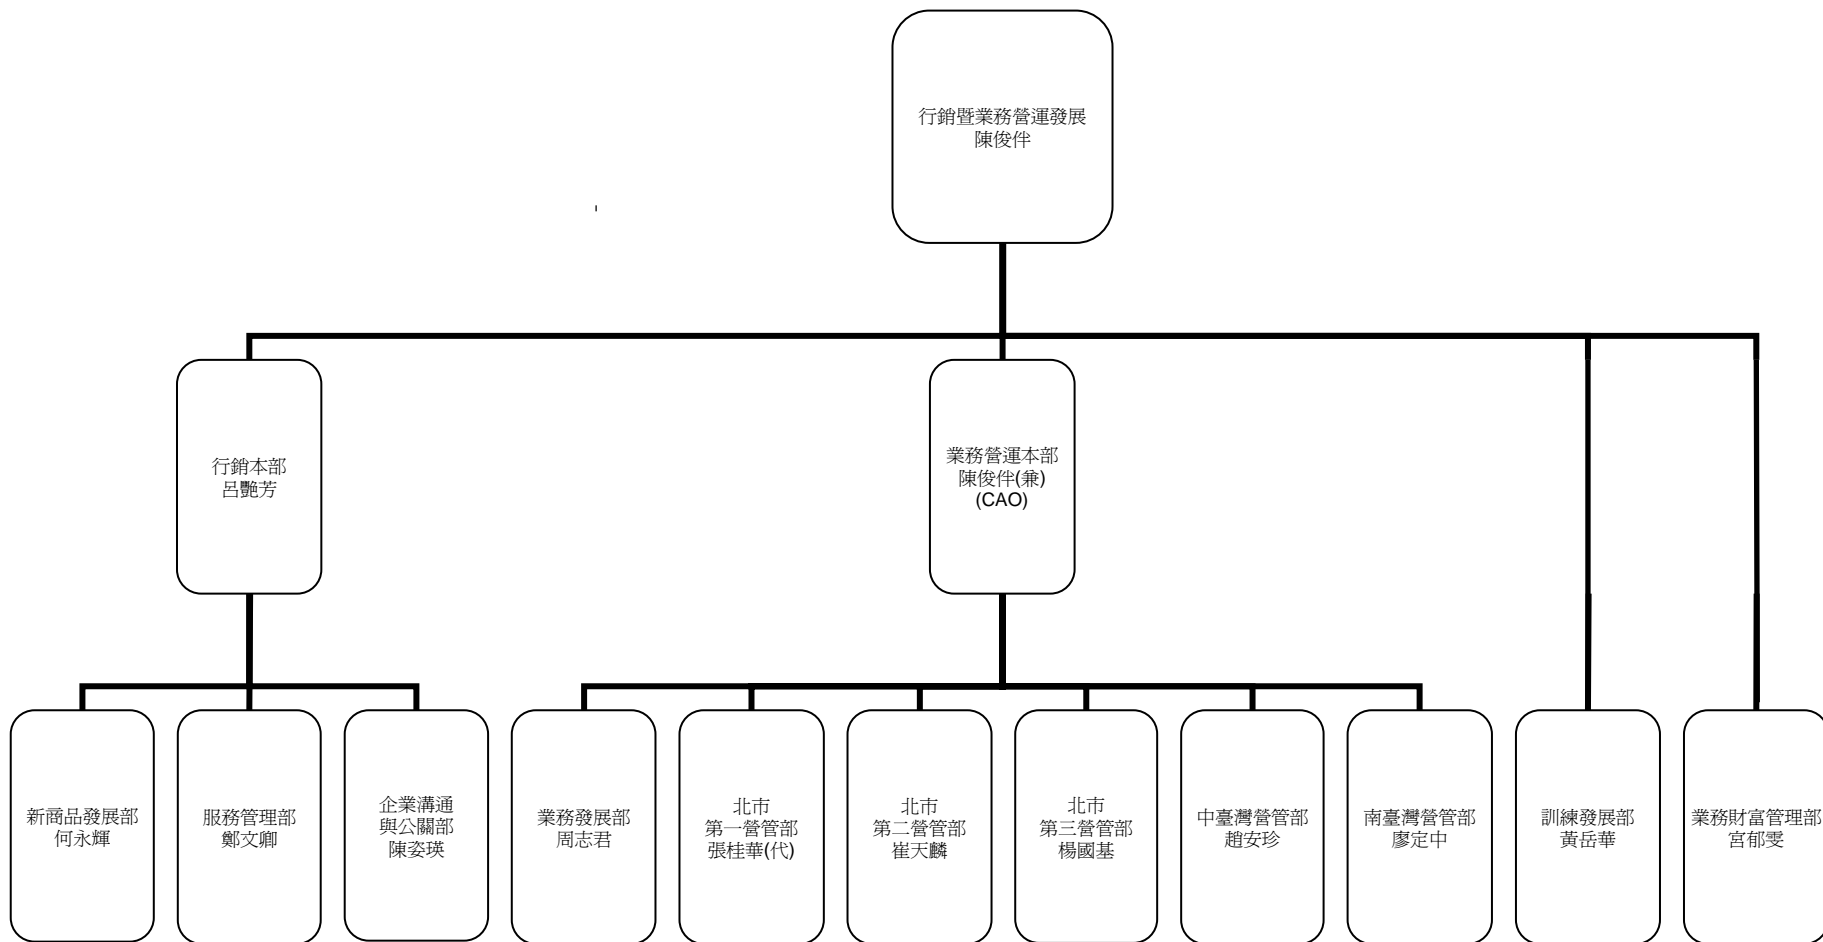 行銷暨業務營運發展
陳俊伴
行銷本部
呂艷芳
業務營運本部
陳俊伴(兼)
(CAO)
新商品發展部
何永輝
服務管理部
鄭文卿
企業溝通
與公關部
陳姿瑛
業務發展部
周志君
北市
第一營管部
張桂華(代)
北市
第二營管部
崔天麟
北市
第三營管部
楊國基
中臺灣營管部
趙安珍
南臺灣營管部
廖定中
訓練發展部
黃岳華
業務財富管理部
宮郁雯